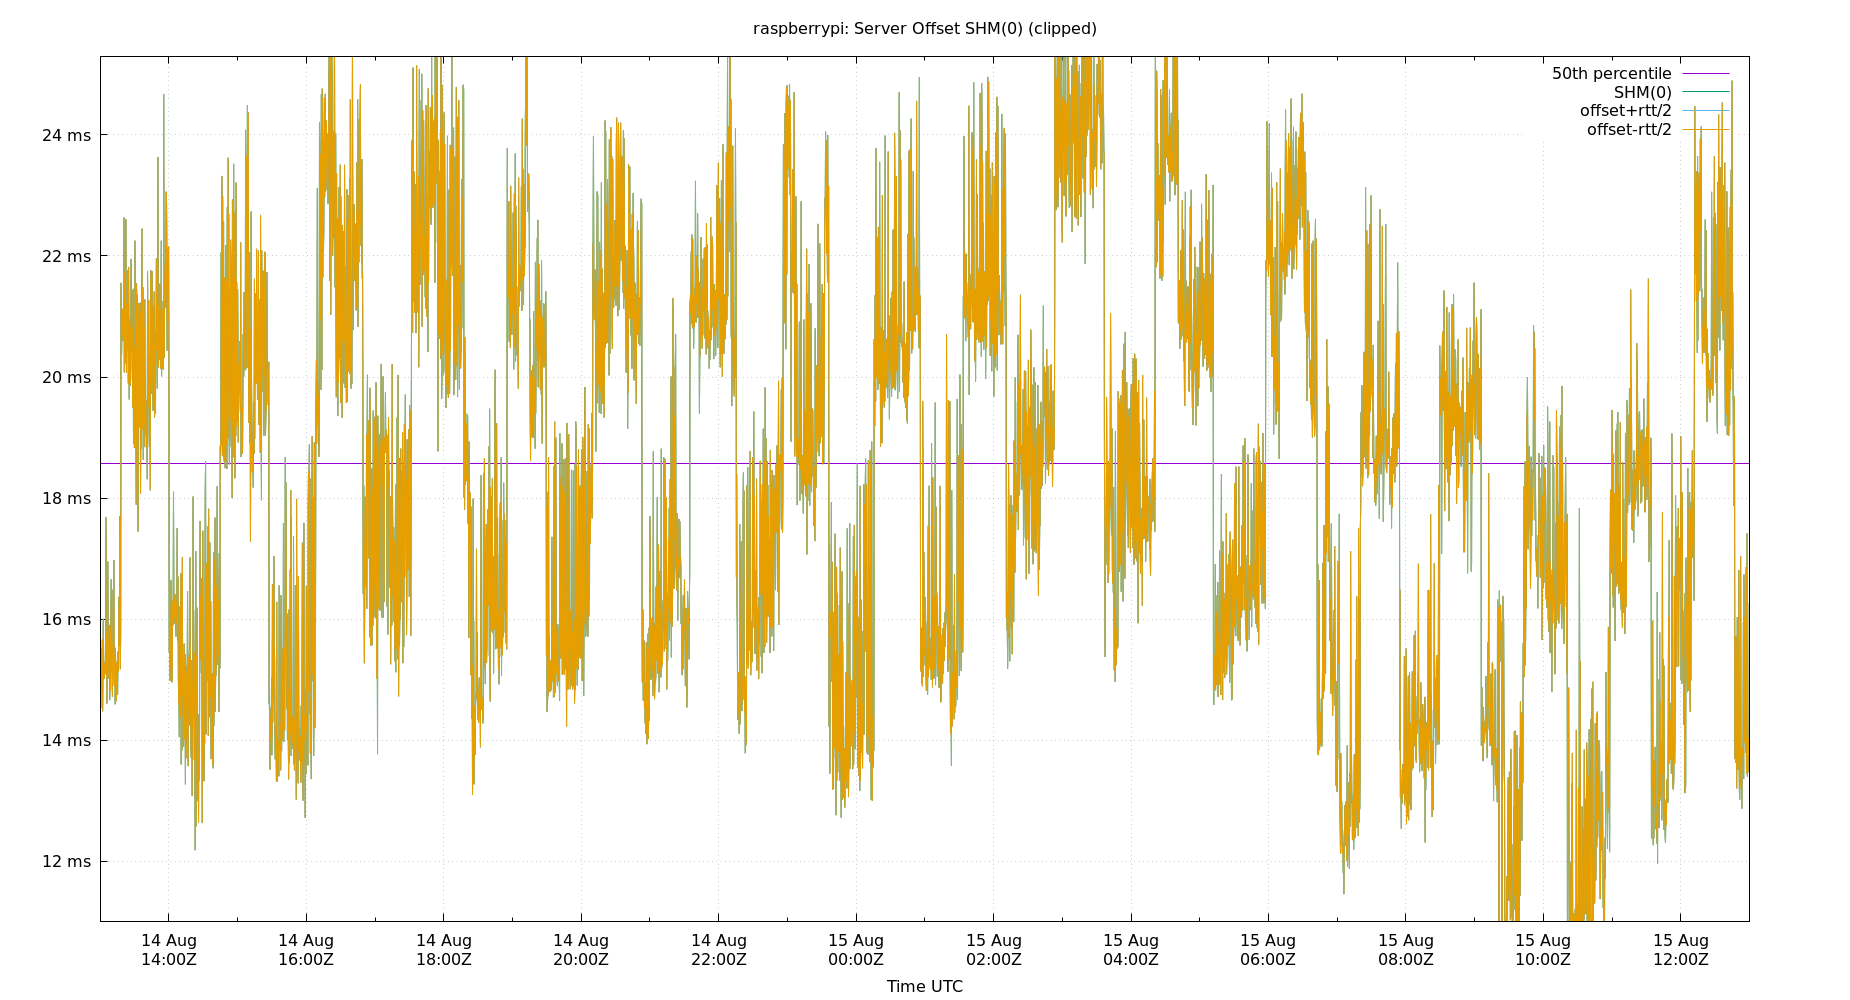 raspberrypi: Server Offset SHM(0) (clipped)
50th percentile
SHM(0)
offset+rtt/2
offset-rtt/2
24 ms
22 ms
20 ms
18 ms
16 ms
14 ms
12 ms
14 Aug 14 Aug 14 Aug 14 Aug 14 Aug 15 Aug 15 Aug 15 Aug 15 Aug 15 Aug 15 Aug 15 Aug
14:00Z 16:00Z 18:00Z 20:00Z 22:00Z 00:00Z 02:00Z 04:00Z 06:00Z 08:00Z 10:00Z 12:00Z
Time UTC